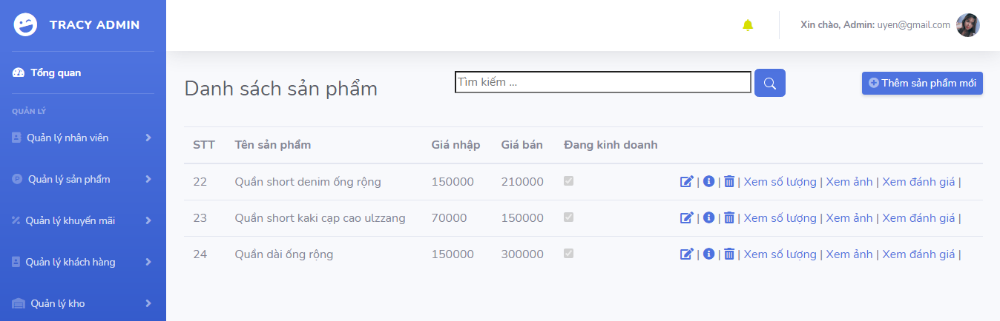 TRACY ADMIN
Xin chào, Admin: uyen@gmail.com
Tổng quan
QUẢN LÝ
Quản lý nhân viên
Quản lý sản phẩm
Quản lý khuyến mãi
Quản lý khách hàng
Quản lý kho
Danh sách sản phẩm
Tìm kiếm ...
Thêm sản phẩm mới
STT Tên sản phẩm Giá nhập Giá bán Đang kinh doanh
22 Quần short denim ống rộng 150000 210000 | | | Xem số lượng | Xem ảnh | Xem đánh giá |
23 Quần short kaki cạp cao ulzzang 70000 150000 | | | Xem số lượng | Xem ảnh | Xem đánh giá |
24 Quần dài ống rộng 150000 300000 | | | Xem số lượng | Xem ảnh | Xem đánh giá |